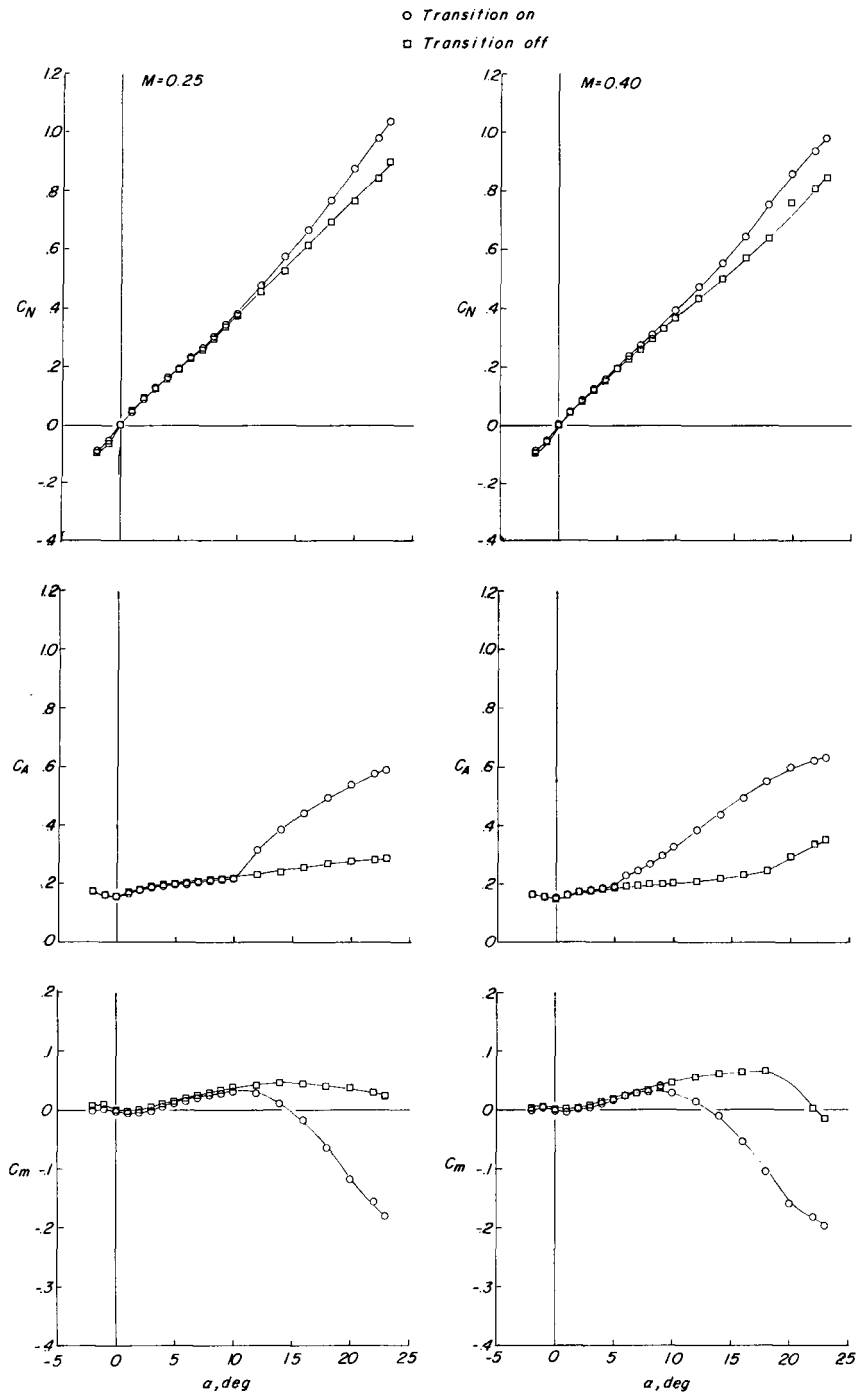 ○ Transition on
□ Transition off
M=0.25
1.2
1.0
.8
.6
C_N .4
.2
0
-.2
-.4
M=0.40
1.2
1.0
.8
.6
C_N .4
.2
0
-.2
-.4
1.2
1.0
.8
C_A .6
.4
.2
0
1.2
1.0
.8
C_A .6
.4
.2
0
.2
.1
0
C_m -.1
-.2
-.3
-.4
-5 0 5 10 15 20 25
α, deg
.2
.1
0
C_m -.1
-.2
-.3
-.4
-5 0 5 10 15 20 25
α, deg